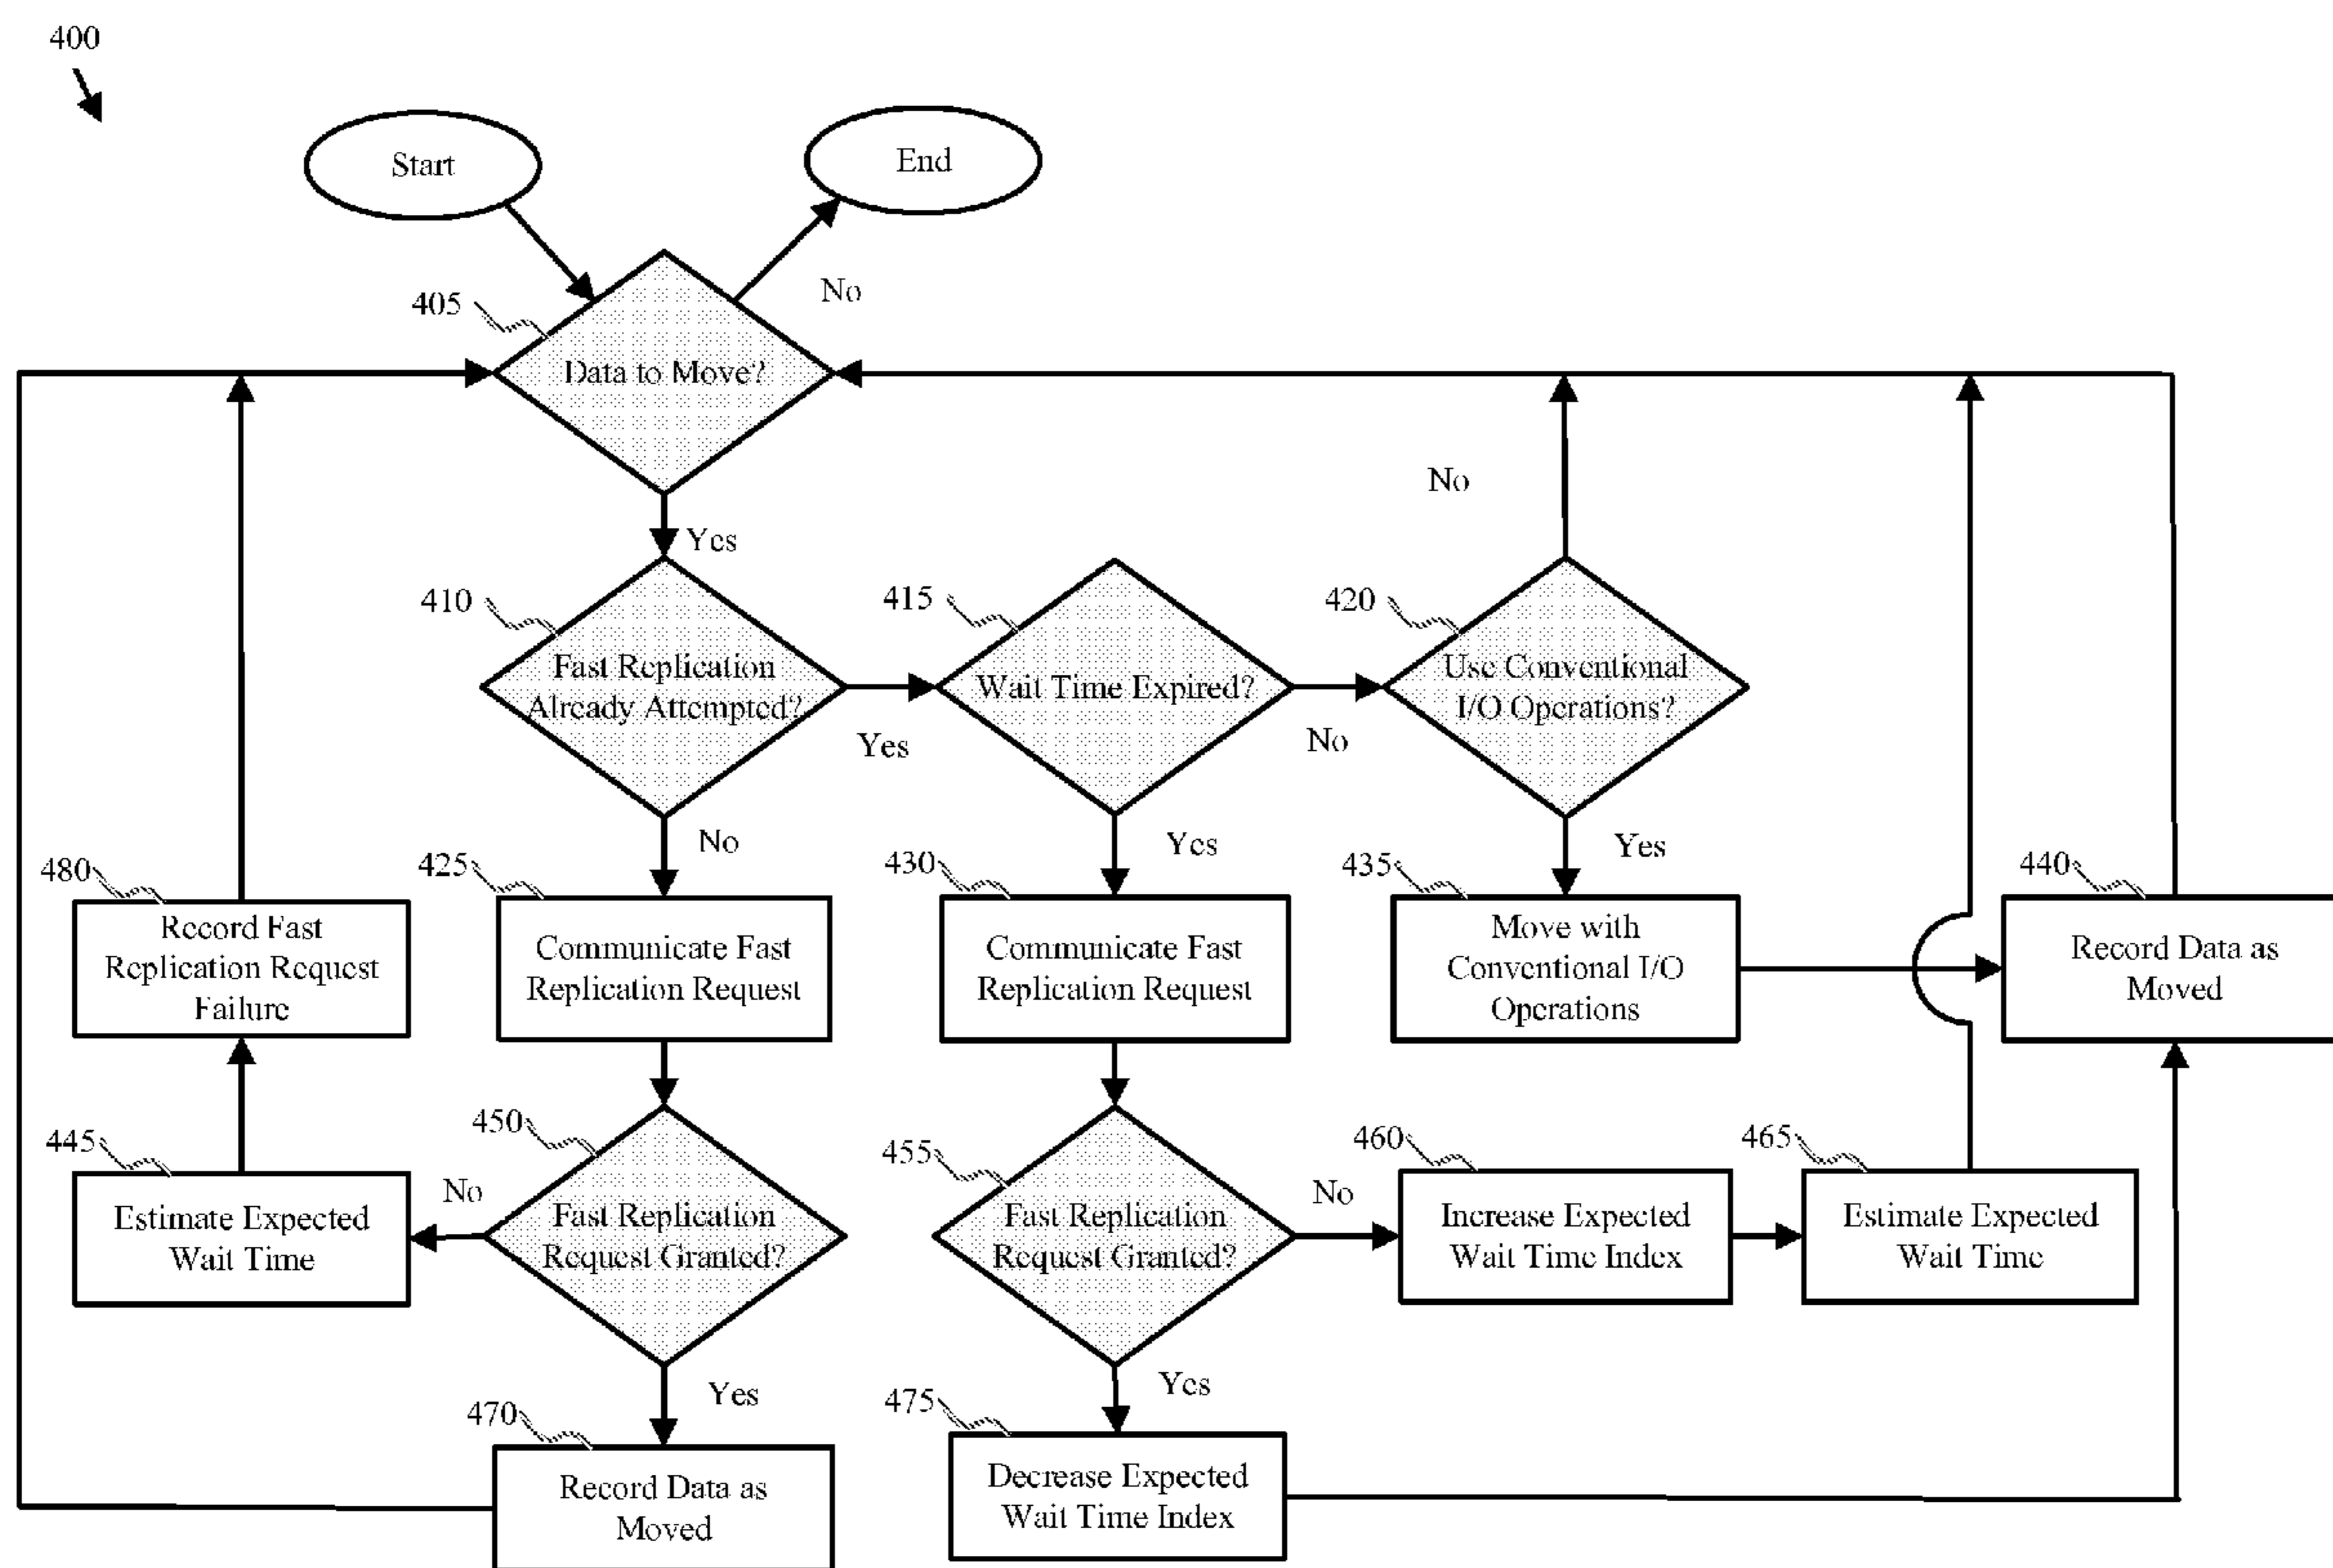 400
Start
End
No
405
Data to Move?
Yes
No
410
415
420
Fast Replication
Already Attempted?
Wait Time Expired?
Use Conventional
I/O Operations?
Yes
No
No
Yes
Yes
480
425
430
435
440
Record Fast
Replication Request
Failure
Communicate Fast
Replication Request
Communicate Fast
Replication Request
Move with
Conventional I/O
Operations
Record Data as
Moved
445
450
455
460
465
No
No
Estimate Expected
Wait Time
Fast Replication
Request Granted?
Fast Replication
Request Granted?
Increase Expected
Wait Time Index
Estimate Expected
Wait Time
Yes
Yes
470
475
Record Data as
Moved
Decrease Expected
Wait Time Index